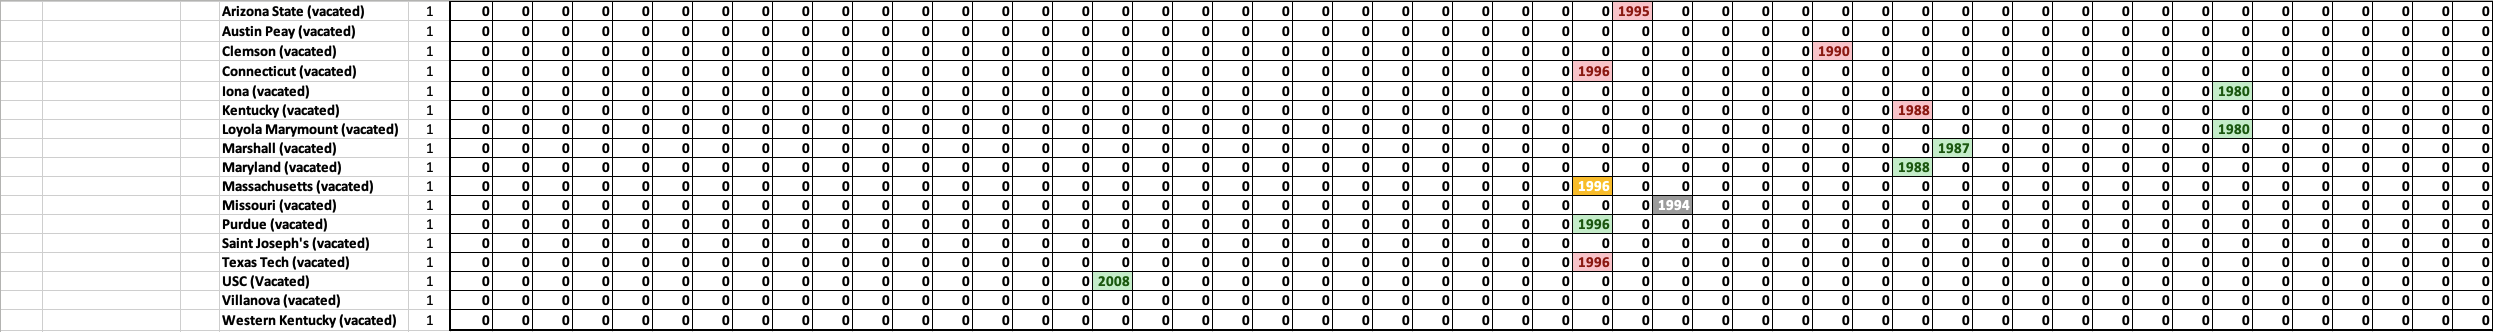 Arizona State (vacated) 1 0 0 0 0 0 0 0 0 0 0 0 0 0 0 0 0 0 0 0 0 0 0 0 0 0 0 0 0 0 1995 0 0 0 0 0 0 0 0 0 0 0 0 0 0 0 0 0 0 0 0 0
Austin Peay (vacated) 1 0 0 0 0 0 0 0 0 0 0 0 0 0 0 0 0 0 0 0 0 0 0 0 0 0 0 0 0 0 0 0 0 0 0 0 0 0 0 0 0 0 0 0 0 0 0 0 0 0 0 0
Clemson (vacated) 1 0 0 0 0 0 0 0 0 0 0 0 0 0 0 0 0 0 0 0 0 0 0 0 0 0 0 0 0 0 0 0 0 0 0 1990 0 0 0 0 0 0 0 0 0 0 0 0 0 0 0 0
Connecticut (vacated) 1 0 0 0 0 0 0 0 0 0 0 0 0 0 0 0 0 0 0 0 0 0 0 0 0 0 0 0 0 1996 0 0 0 0 0 0 0 0 0 0 0 0 0 0 0 0 0 0 0 0 0 0
Iona (vacated) 1 0 0 0 0 0 0 0 0 0 0 0 0 0 0 0 0 0 0 0 0 0 0 0 0 0 0 0 0 0 0 0 0 0 0 0 0 0 0 0 0 0 0 0 0 1980 0 0 0 0 0 0
Kentucky (vacated) 1 0 0 0 0 0 0 0 0 0 0 0 0 0 0 0 0 0 0 0 0 0 0 0 0 0 0 0 0 0 0 0 0 0 0 0 0 1988 0 0 0 0 0 0 0 0 0 0 0 0 0 0
Loyola Marymount (vacated) 1 0 0 0 0 0 0 0 0 0 0 0 0 0 0 0 0 0 0 0 0 0 0 0 0 0 0 0 0 0 0 0 0 0 0 0 0 0 0 0 0 0 0 0 0 1980 0 0 0 0 0 0
Marshall (vacated) 1 0 0 0 0 0 0 0 0 0 0 0 0 0 0 0 0 0 0 0 0 0 0 0 0 0 0 0 0 0 0 0 0 0 0 0 0 0 1987 0 0 0 0 0 0 0 0 0 0 0 0 0
Maryland (vacated) 1 0 0 0 0 0 0 0 0 0 0 0 0 0 0 0 0 0 0 0 0 0 0 0 0 0 0 0 0 0 0 0 0 0 0 0 0 1988 0 0 0 0 0 0 0 0 0 0 0 0 0 0
Massachusetts (vacated) 1 0 0 0 0 0 0 0 0 0 0 0 0 0 0 0 0 0 0 0 0 0 0 0 0 0 0 0 0 1996 0 0 0 0 0 0 0 0 0 0 0 0 0 0 0 0 0 0 0 0 0 0
Missouri (vacated) 1 0 0 0 0 0 0 0 0 0 0 0 0 0 0 0 0 0 0 0 0 0 0 0 0 0 0 0 0 0 0 1994 0 0 0 0 0 0 0 0 0 0 0 0 0 0 0 0 0 0 0 0
Purdue (vacated) 1 0 0 0 0 0 0 0 0 0 0 0 0 0 0 0 0 0 0 0 0 0 0 0 0 0 0 0 0 1996 0 0 0 0 0 0 0 0 0 0 0 0 0 0 0 0 0 0 0 0 0 0
Saint Joseph's (vacated) 1 0 0 0 0 0 0 0 0 0 0 0 0 0 0 0 0 0 0 0 0 0 0 0 0 0 0 0 0 0 0 0 0 0 0 0 0 0 0 0 0 0 0 0 0 0 0 0 0 0 0 0
Texas Tech (vacated) 1 0 0 0 0 0 0 0 0 0 0 0 0 0 0 0 0 0 0 0 0 0 0 0 0 0 0 0 0 1996 0 0 0 0 0 0 0 0 0 0 0 0 0 0 0 0 0 0 0 0 0 0
USC (Vacated) 1 0 0 0 0 0 0 0 0 0 0 0 0 0 0 0 0 2008 0 0 0 0 0 0 0 0 0 0 0 0 0 0 0 0 0 0 0 0 0 0 0 0 0 0 0 0 0 0 0 0 0 0
Villanova (vacated) 1 0 0 0 0 0 0 0 0 0 0 0 0 0 0 0 0 0 0 0 0 0 0 0 0 0 0 0 0 0 0 0 0 0 0 0 0 0 0 0 0 0 0 0 0 0 0 0 0 0 0 0
Western Kentucky (vacated) 1 0 0 0 0 0 0 0 0 0 0 0 0 0 0 0 0 0 0 0 0 0 0 0 0 0 0 0 0 0 0 0 0 0 0 0 0 0 0 0 0 0 0 0 0 0 0 0 0 0 0 0